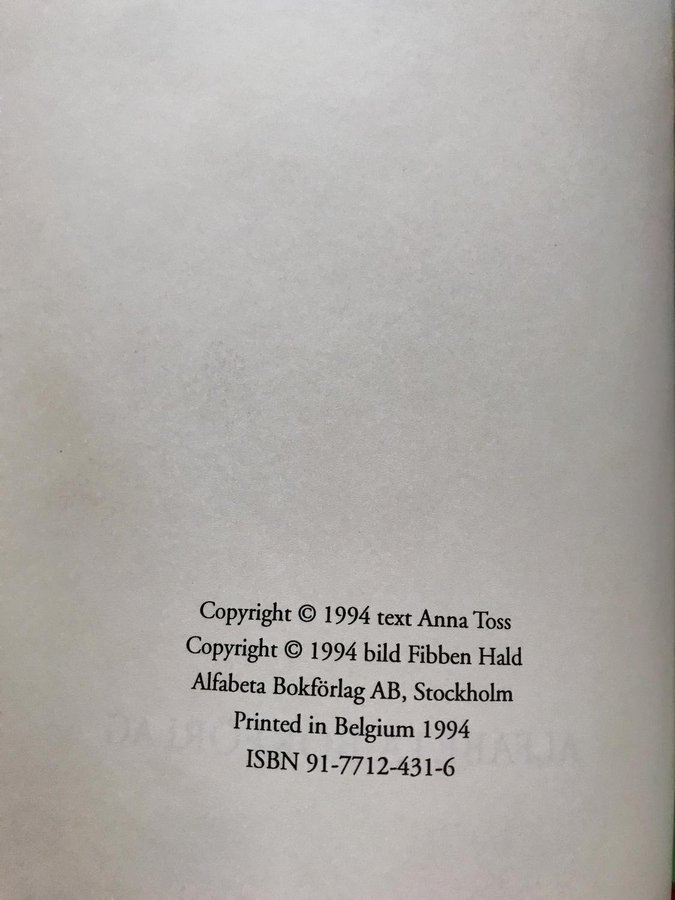 Copyright © 1994 text Anna Toss
Copyright © 1994 bild Fibben Hald
Alfabeta Bokförlag AB, Stockholm
Printed in Belgium 1994
ISBN 91-7712-431-6